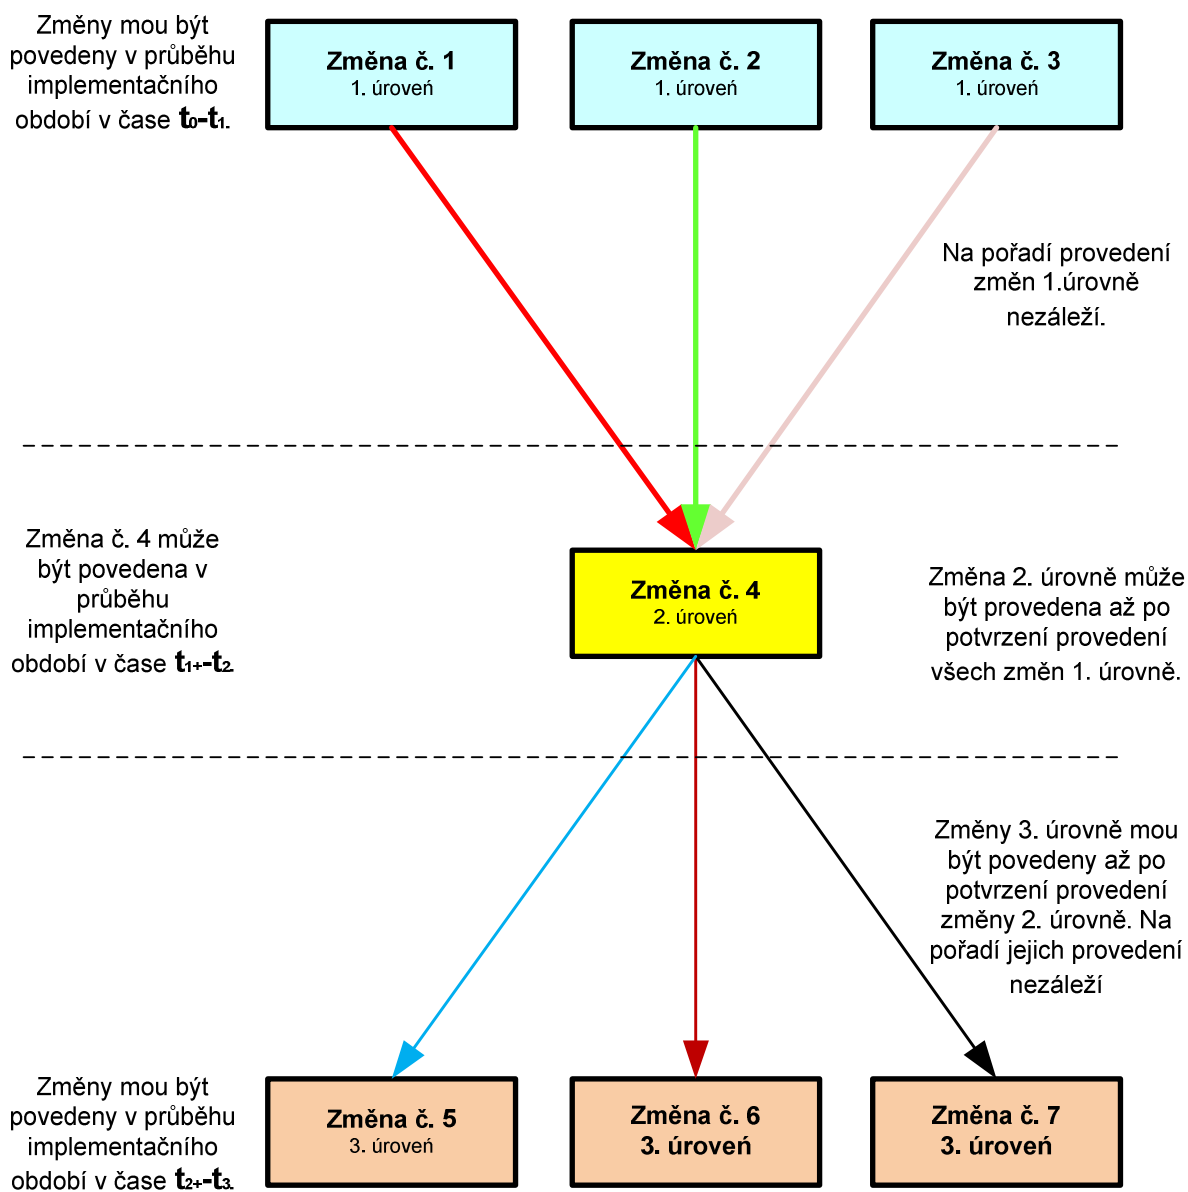 Změny mou být
povedeny v průběhu
implementačního
období v čase t0-t1.
Změna č. 1
1. úroveň
Změna č. 2
1. úroveň
Změna č. 3
1. úroveň
Na pořadí provedení
změn 1.úrovně
nezáleží.
Změna č. 4 může
být povedena v
průběhu
implementačního
období v čase t1+-t2.
Změna č. 4
2. úroveň
Změna 2. úrovně může
být provedena až po
potvrzení provedení
všech změn 1. úrovně.
Změny 3. úrovně mou
být povedeny až po
potvrzení provedení
změny 2. úrovně. Na
pořadí jejich provedení
nezáleží
Změny mou být
povedeny v průběhu
implementačního
období v čase t2+-t3.
Změna č. 5
3. úroveň
Změna č. 6
3. úroveň
Změna č. 7
3. úroveň